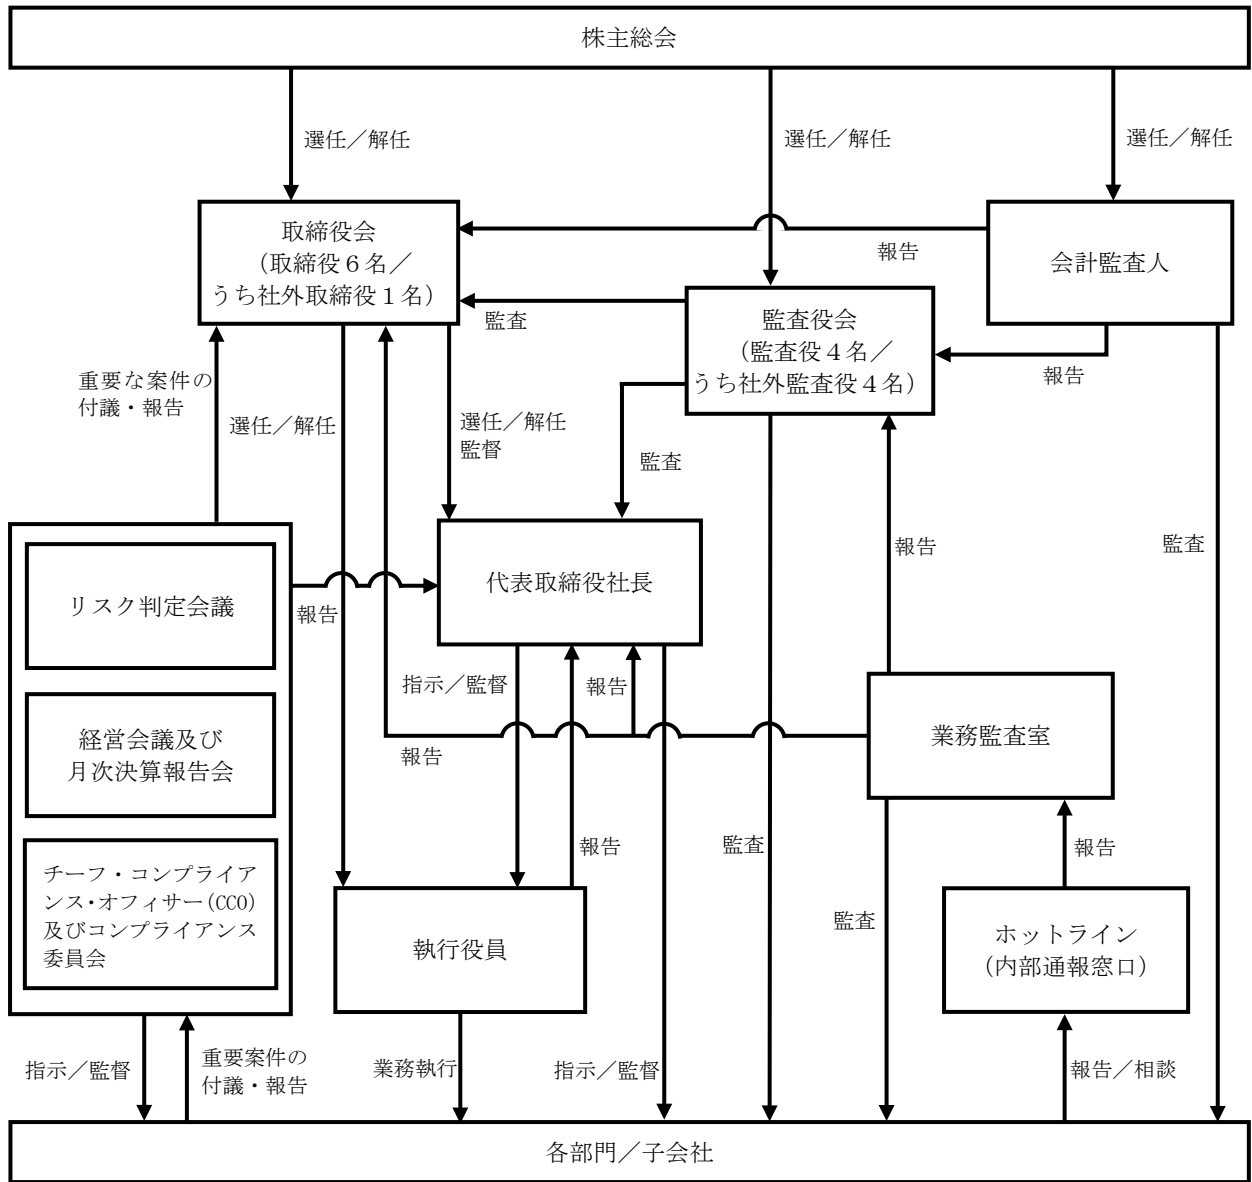 株主総会
選任／解任
選任／解任
選任／解任
取締役会
（取締役６名／
うち社外取締役１名）
報告
会計監査人
監査
監査役会
（監査役４名／
うち社外監査役４名）
報告
重要な案件の
付議・報告
選任／解任
選任／解任
監督
監査
報告
監査
リスク判定会議
報告
代表取締役社長
指示／監督
報告
経営会議及び
月次決算報告会
報告
業務監査室
チーフ・コンプライア
ンス・オフィサー(CCO)
及びコンプライアンス
委員会
報告
監査
報告
執行役員
監査
ホットライン
（内部通報窓口）
指示／監督
重要案件の
付議・報告
業務執行
指示／監督
報告／相談
各部門／子会社